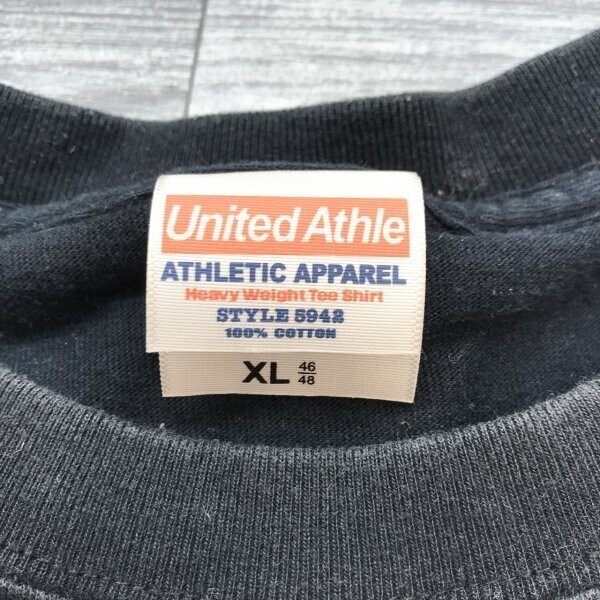 United Athle
ATHLETIC APPAREL
Heavy Weight Tee Shirt
STYLE 5942
100% COTTON
XL 46/48